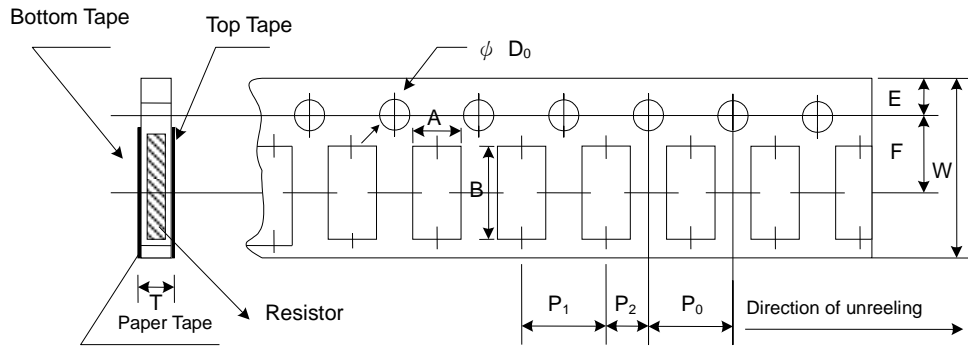 Bottom Tape
Top Tape
ψ D₀
E
A
F
W
B
T
Paper Tape
Resistor
P₁
P₂
P₀
Direction of unreeling